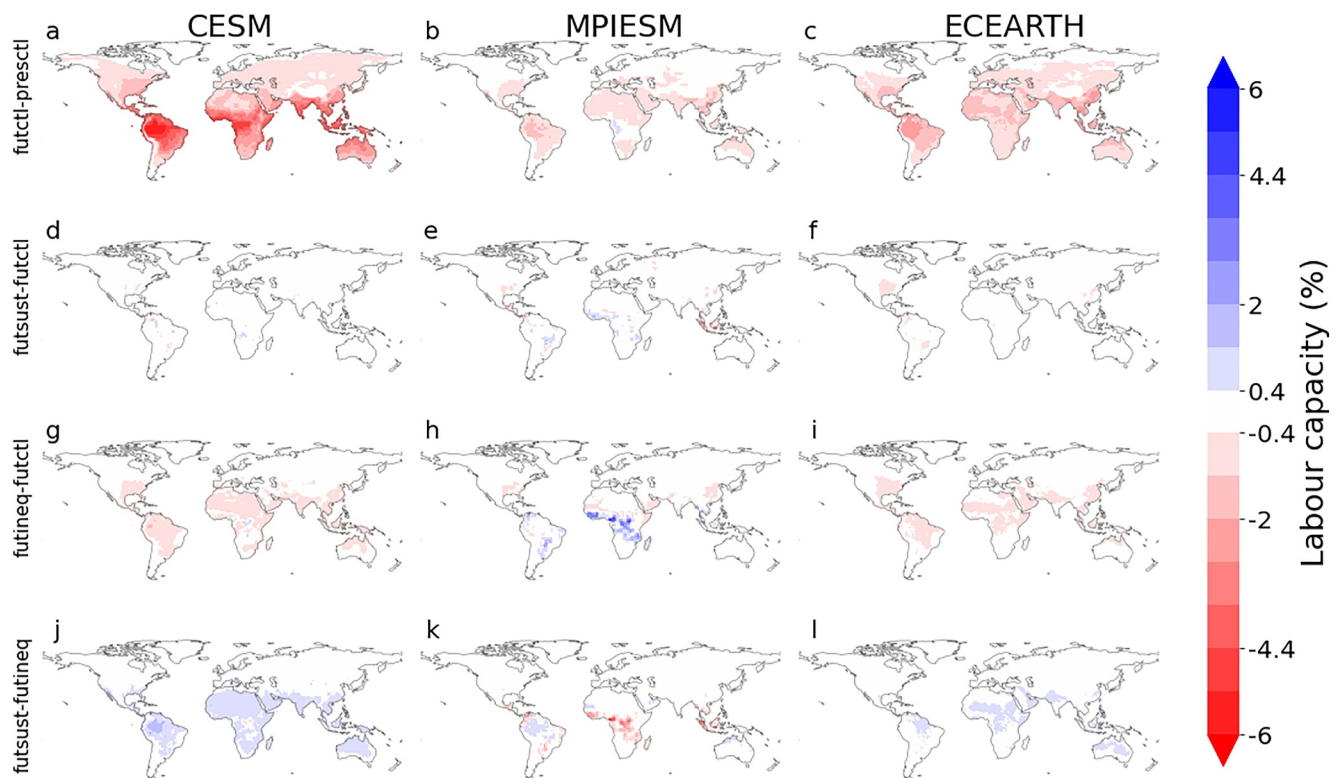 CESM MPIESM ECEARTH
a b c
futctl-presctl
d e f
futsust-futctl
g h i
futineq-futctl
j k l
futsust-futineq
6
4.4
2
0.4
-0.4
-2
-4.4
-6
Labour capacity (%)